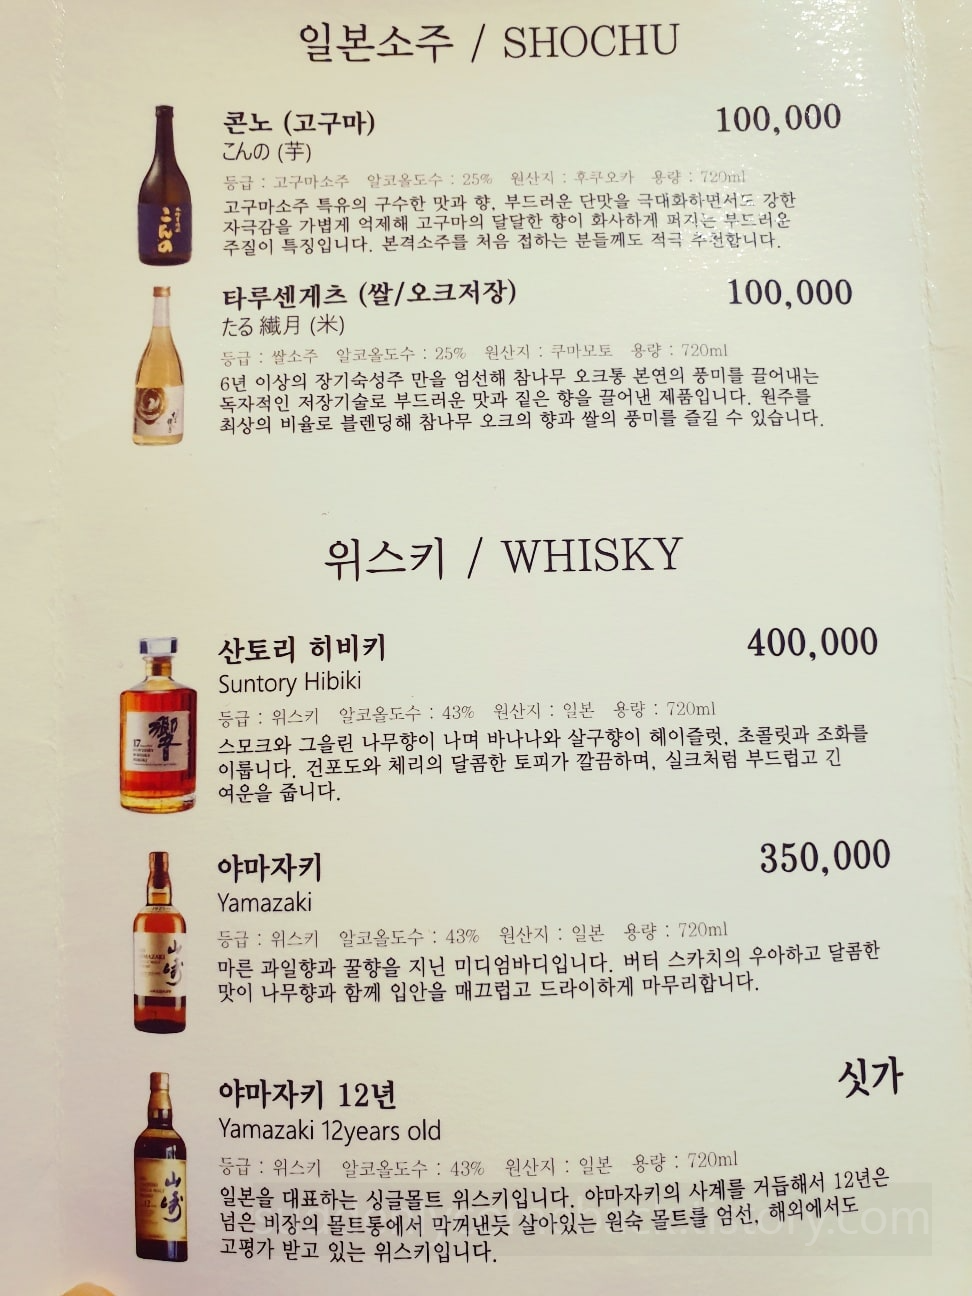 일본소주 / SHOCHU
콘노 (고구마) 100,000
こんの (芋)
등급 : 고구마소주 알코올도수 : 25% 원산지 : 후쿠오카 용량 : 720ml
고구마소주 특유의 구수한 맛과 향, 부드러운 단맛을 극대화하면서도 강한
자극감을 가볍게 억제해 고구마의 달달한 향이 화사하게 퍼지는 부드러운
주질이 특징입니다. 본격소주를 처음 접하는 분들께도 적극 추천합니다.
こんの
타루센게츠 (쌀/오크저장) 100,000
たる 繊月 (米)
등급 : 쌀소주 알코올도수 : 25% 원산지 : 쿠마모토 용량 : 720ml
6년 이상의 장기숙성주 만을 엄선해 참나무 오크통 본연의 풍미를 끌어내는
독자적인 저장기술로 부드러운 맛과 짙은 향을 끌어낸 제품입니다. 원주를
최상의 비율로 블렌딩해 참나무 오크의 향과 쌀의 풍미를 즐길 수 있습니다.
위스키 / WHISKY
산토리 히비키 400,000
Suntory Hibiki
등급 : 위스키 알코올도수 : 43% 원산지 : 일본 용량 : 720ml
스모크와 그을린 나무향이 나며 바나나와 살구향이 헤이즐럿, 초콜릿과 조화를
이룹니다. 건포도와 체리의 달콤한 토피가 깔끔하며, 실크처럼 부드럽고 긴
여운을 줍니다.
響
17
야마자키 350,000
Yamazaki
등급 : 위스키 알코올도수 : 43% 원산지 : 일본 용량 : 720ml
마른 과일향과 꿀향을 지닌 미디엄바디입니다. 버터 스카치의 우아하고 달콤한
맛이 나무향과 함께 입안을 매끄럽고 드라이하게 마무리합니다.
山崎
야마자키 12년 싯가
Yamazaki 12years old
등급 : 위스키 알코올도수 : 43% 원산지 : 일본 용량 : 720ml
일본을 대표하는 싱글몰트 위스키입니다. 야마자키의 사계를 거듭해서 12년은
넘은 비장의 몰트통에서 막꺼낸듯 살아있는 원숙 몰트를 엄선, 해외에서도
고평가 받고 있는 위스키입니다.
山崎